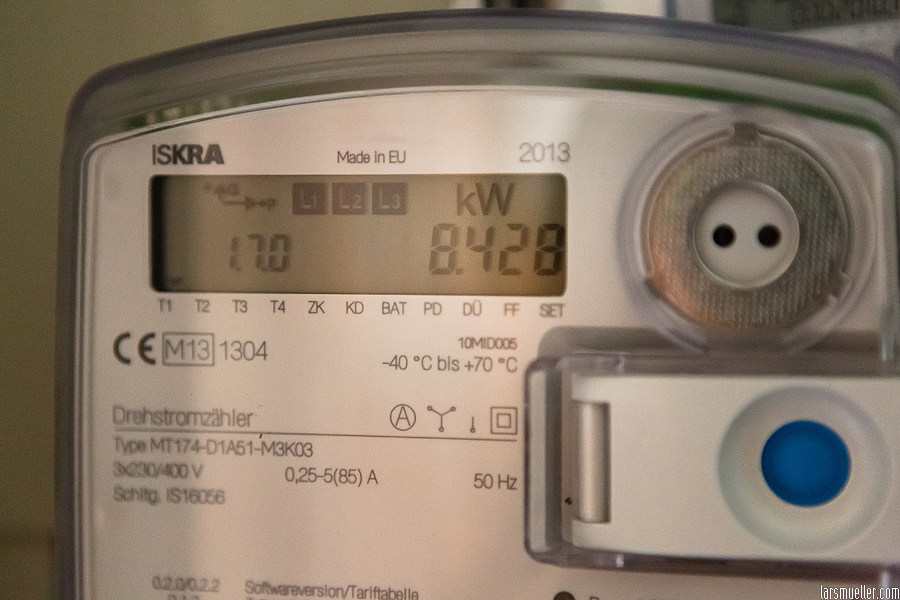 ISKRA Made in EU 2013
+P L1 L2 L3 kW
1.7.0 8.428
T1 T2 T3 T4 ZK KD BAT PD DÜ FF SET
CE M13 1304
10MID005
-40 °C bis +70 °C
Drehstromzähler
Type MT174-D1A51-M3K03
3x230/400 V 0,25-5(85) A 50 Hz
Schltg. IS16056
0.2.0/0.2.2 Softwareversion/Tariftabelle
larsmueller.com